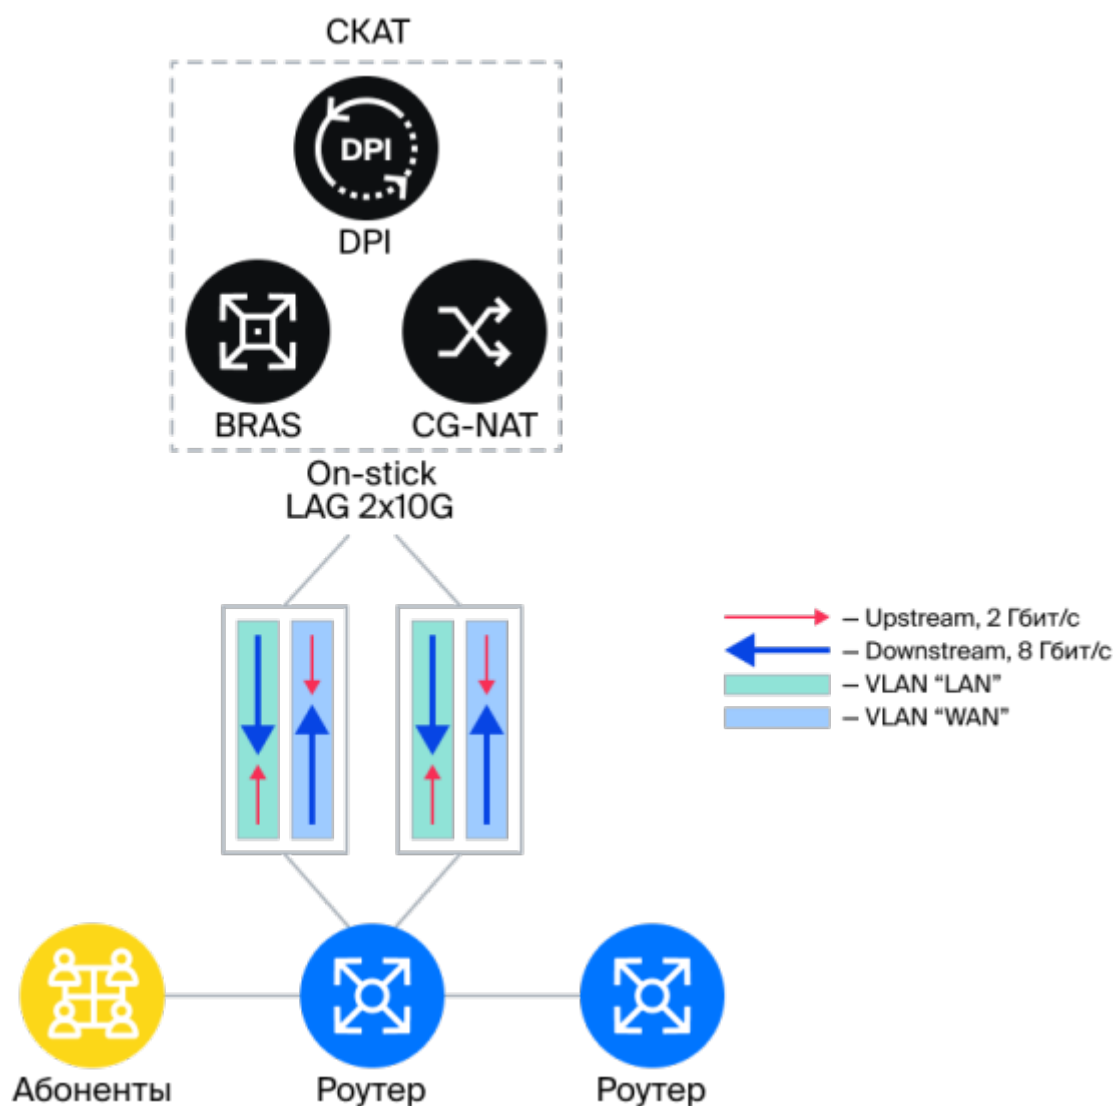 СКАТ
DPI
DPI
BRAS
CG-NAT
On-stick
LAG 2x10G
– Upstream, 2 Гбит/с
– Downstream, 8 Гбит/с
– VLAN “LAN”
– VLAN “WAN”
Абоненты
Роутер
Роутер